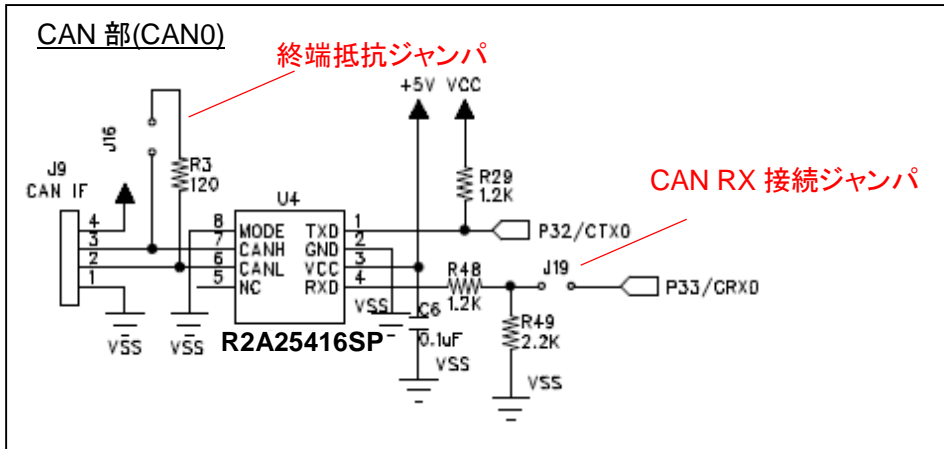 CAN 部(CAN0)
終端抵抗ジャンパ
+5V VCC
J16
J9
CAN IF
R3
120
R29
1.2K
CAN RX 接続ジャンパ
U4
4
3
2
1
8 MODE TXD 1
7 CANH GND 2
6 CANL VCC 3
5 NC RXD 4
P32/CTX0
R48
1.2K
J19
P33/CRX0
VSS
VSS
R2A25416SP
VSS
C6
0.1uF
VSS
R49
2.2K
VSS